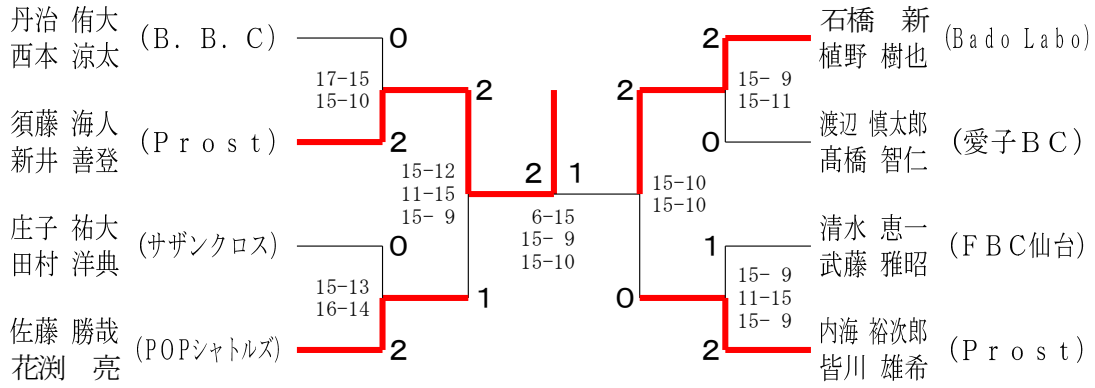 丹治 侑大
西本 涼太
(B. B. C)
0
17-15
15-10
須藤 海人
新井 善登
(Prost)
2
2
15-12
11-15
15- 9
庄子 祐大
田村 洋典
(サザンクロス)
0
15-13
16-14
佐藤 勝哉
花渕 亮
(POPシャトルズ)
2
1
2
1
6-15
15- 9
15-10
石橋 新
植野 樹也
(Bado Labo)
2
15- 9
15-11
渡辺 慎太郎
髙橋 智仁
(愛子BC)
0
2
15-10
15-10
清水 恵一
武藤 雅昭
(FBC仙台)
1
15- 9
11-15
15- 9
内海 裕次郎
皆川 雄希
(Prost)
2
0